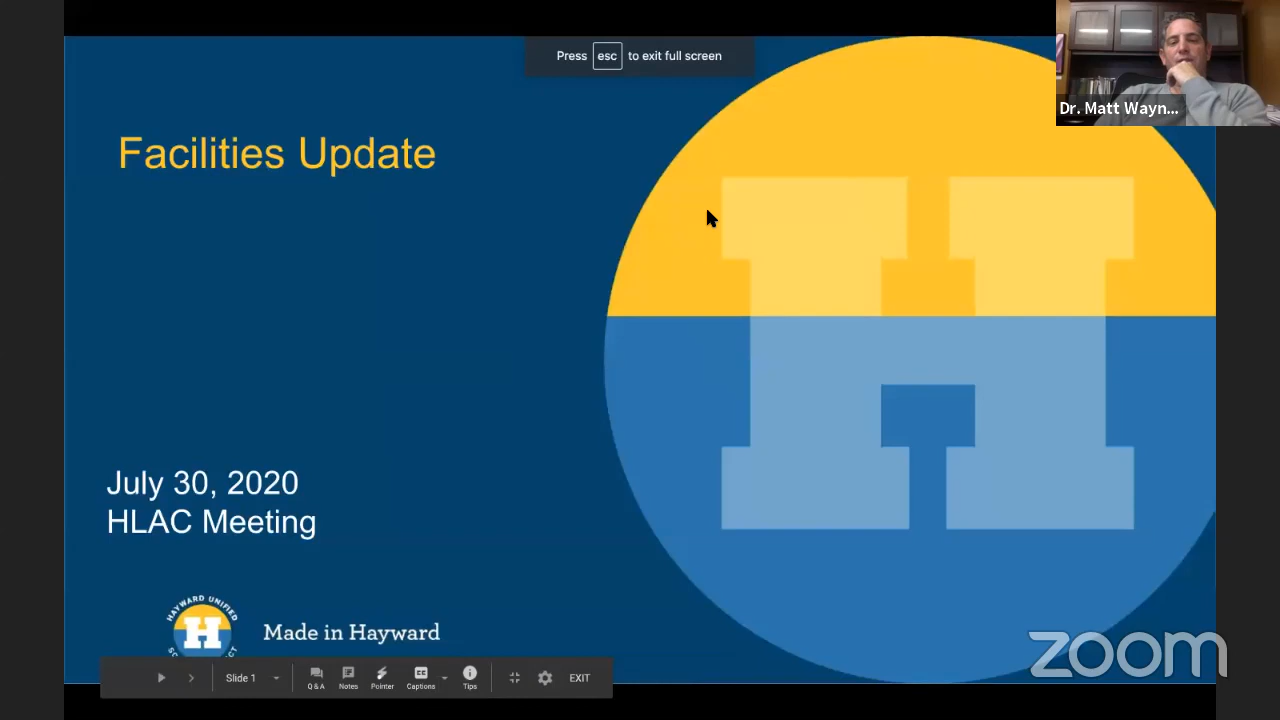 Press esc to exit full screen
Dr. Matt Wayn...
Facilities Update
July 30, 2020
HLAC Meeting
HAYWARD UNIFIED
H
Made in Hayward
zoom
Slide 1
Q & A
Notes
Pointer
Captions
Tips
EXIT